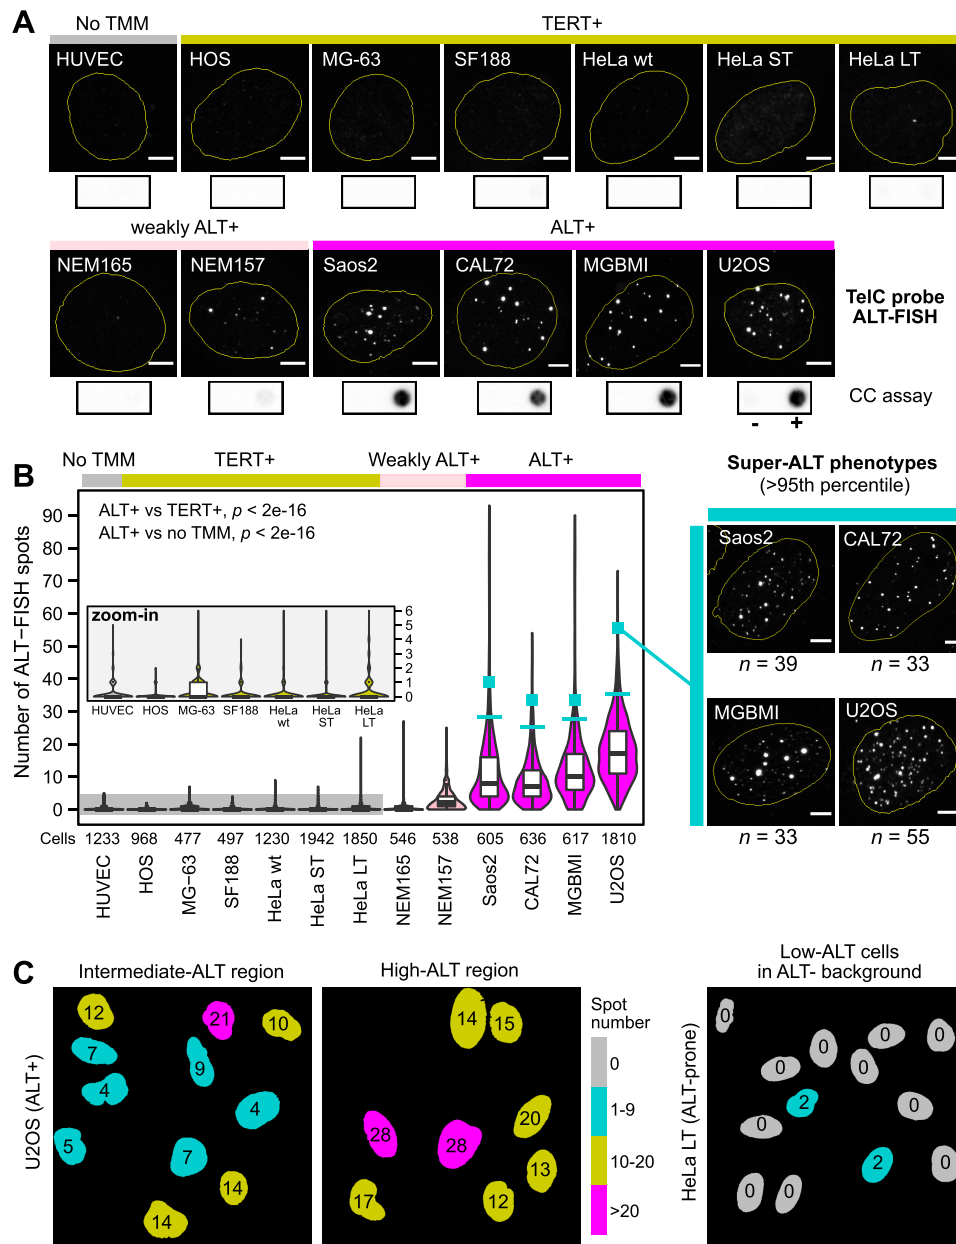 A
No TMM
TERT+
HUVEC
HOS
MG-63
SF188
HeLa wt
HeLa ST
HeLa LT
weakly ALT+
ALT+
NEM165
NEM157
Saos2
CAL72
MGBMI
U2OS
TelC probe
ALT-FISH
CC assay
- +
B
No TMM
TERT+
Weakly ALT+
ALT+
Number of ALT−FISH spots
90
80
70
60
50
40
30
20
10
0
ALT+ vs TERT+, p < 2e-16
ALT+ vs no TMM, p < 2e-16
zoom-in
6
5
4
3
2
1
0
HUVEC
HOS
MG-63
SF188
HeLa
wt
HeLa
ST
HeLa
LT
Cells 1233 968 477 497 1230 1942 1850 546 538 605 636 617 1810
HUVEC
HOS
MG−63
SF188
HeLa wt
HeLa ST
HeLa LT
NEM165
NEM157
Saos2
CAL72
MGBMI
U2OS
Super-ALT phenotypes
(>95th percentile)
Saos2
CAL72
n = 39
n = 33
MGBMI
U2OS
n = 33
n = 55
C
Intermediate-ALT region
High-ALT region
Low-ALT cells
in ALT- background
U2OS (ALT+)
12
21
10
7
9
4
4
5
7
14
14
14
15
28
28
20
13
17
12
Spot
number
0
1-9
10-20
>20
HeLa LT (ALT-prone)
0
0
0
0
0
0
2
0
0
2
0
0
0